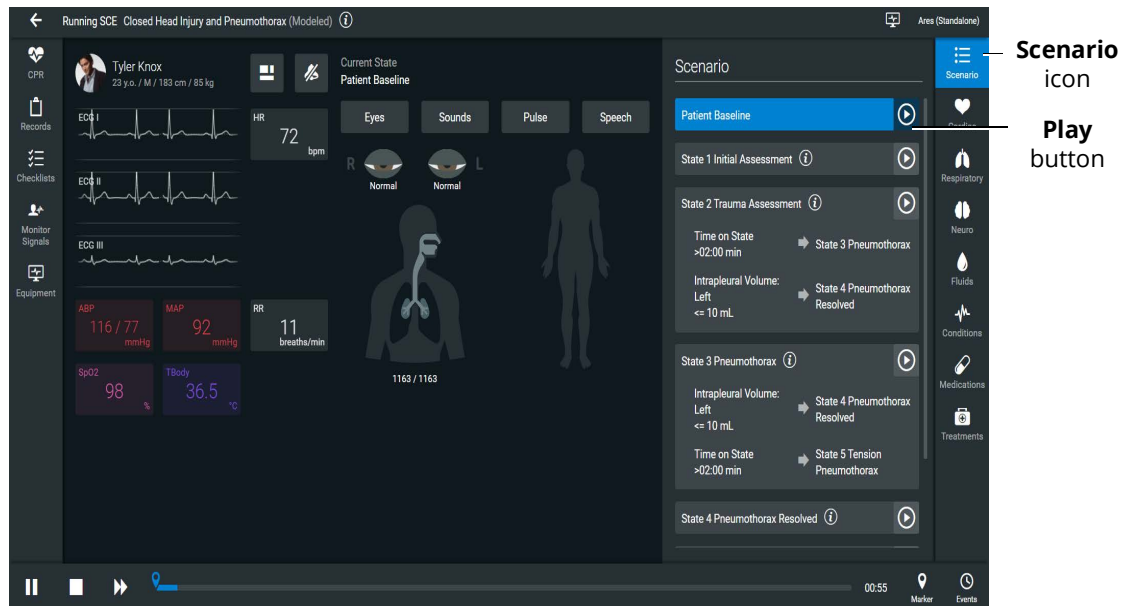 Running SCE Closed Head Injury and Pneumothorax (Modeled) i
Ares (Standalone)
CPR
Records
Checklists
Monitor
Signals
Equipment
Tyler Knox
23 y.o. / M / 183 cm / 85 kg
ECG I
HR
72
bpm
ECG II
ECG III
ABP
116 / 77
mmHg
MAP
92
mmHg
RR
11
breaths/min
SpO2
98
%
TBody
36.5
°C
Current State
Patient Baseline
Eyes
Sounds
Pulse
Speech
R
L
Normal
Normal
1163 / 1163
Scenario
Patient Baseline
State 1 Initial Assessment i
State 2 Trauma Assessment i
Time on State
>02:00 min
State 3 Pneumothorax
Intrapleural Volume:
Left
<= 10 mL
State 4 Pneumothorax
Resolved
State 3 Pneumothorax i
Intrapleural Volume:
Left
<= 10 mL
State 4 Pneumothorax
Resolved
Time on State
>02:00 min
State 5 Tension
Pneumothorax
State 4 Pneumothorax Resolved i
Scenario
Respiratory
Neuro
Fluids
Conditions
Medications
Treatments
00:55
Marker
Events
Scenario
icon
Play
button